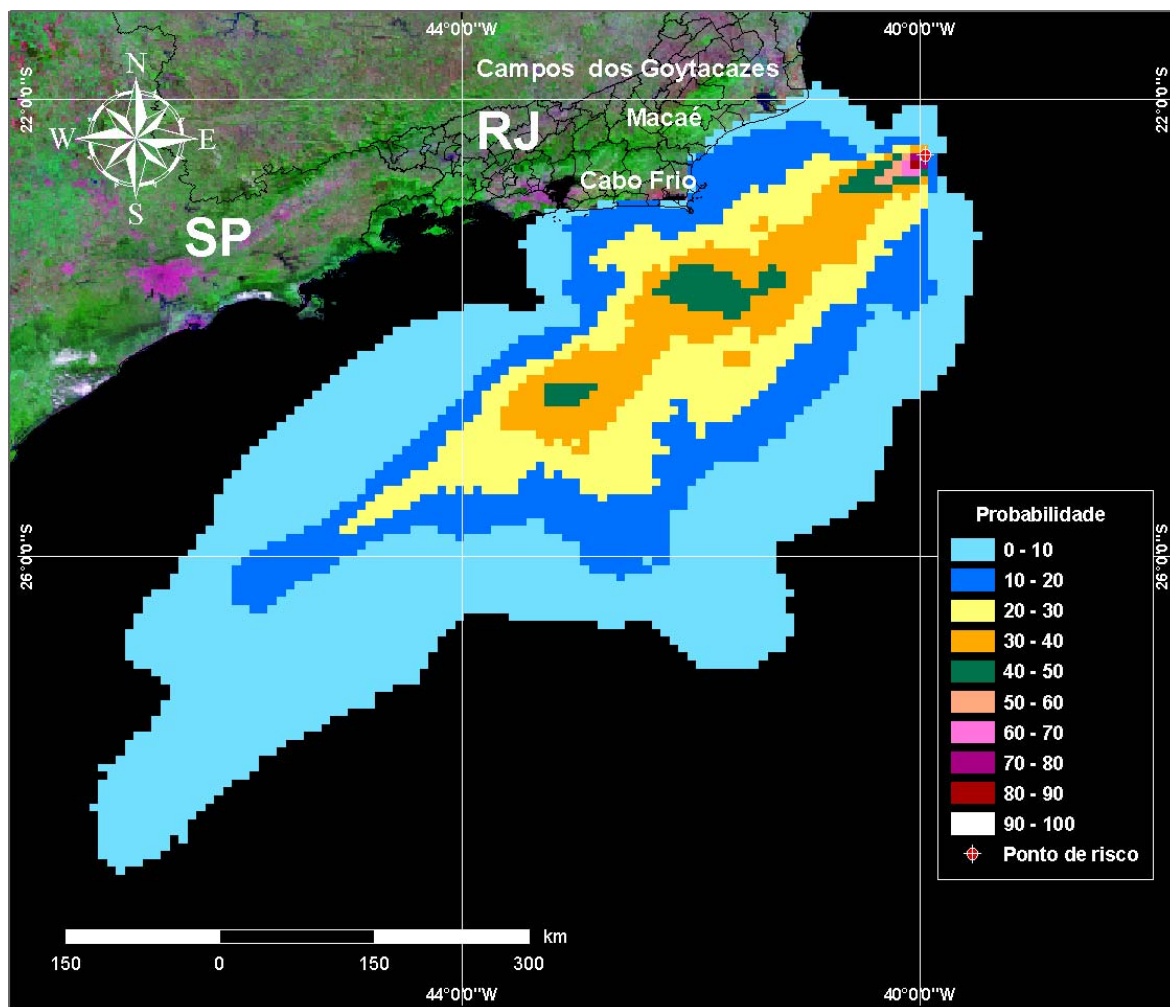 44°0'0"W
40°0'0"W
Campos dos Goytacazes
22°0'0"S
22°0'0"S
N
Macaé
RJ
W
E
Cabo Frio
S
SP
Probabilidade
0 - 10
26°0'0"S
26°0'0"S
10 - 20
20 - 30
30 - 40
40 - 50
50 - 60
60 - 70
70 - 80
80 - 90
90 - 100
Ponto de risco
km
150
0
150
300
44°0'0"W
40°0'0"W